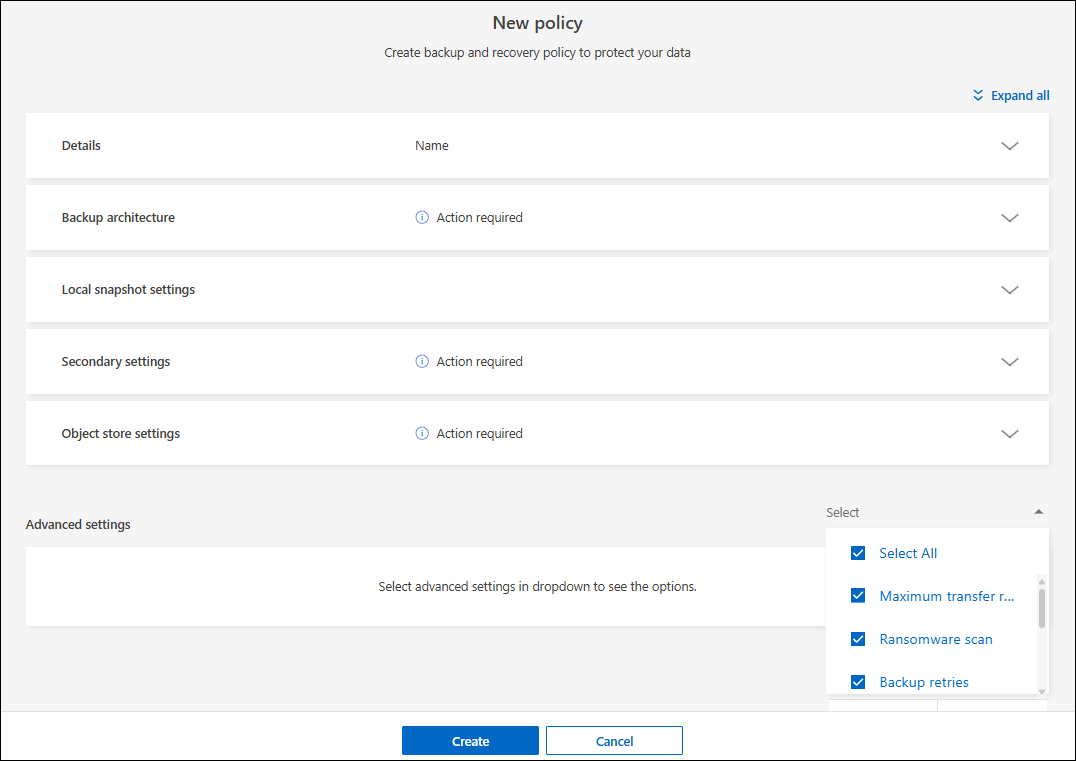 New policy
Create backup and recovery policy to protect your data
Expand all
Details Name
Backup architecture Action required
Local snapshot settings
Secondary settings Action required
Object store settings Action required
Select
Advanced settings
Select All
Select advanced settings in dropdown to see the options.
Maximum transfer r...
Ransomware scan
Backup retries
Create Cancel